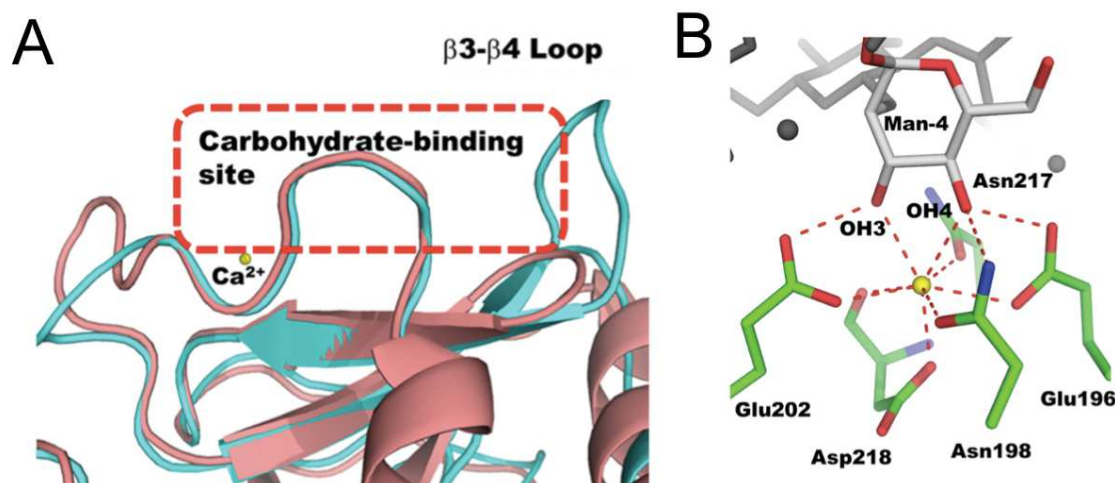 A
β3-β4 Loop
Carbohydrate-binding
site
Ca²⁺
B
Man-4
Asn217
OH3
OH4
Glu202
Glu196
Asp218
Asn198